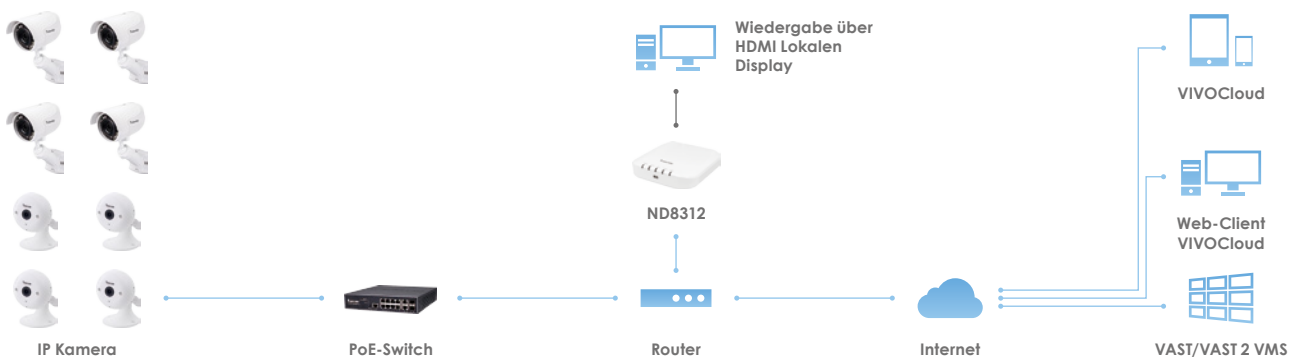 Wiedergabe über
HDMI Lokalen
Display
VIVOCloud
ND8312
Web-Client
VIVOCloud
IP Kamera
PoE-Switch
Router
Internet
VAST/VAST 2 VMS